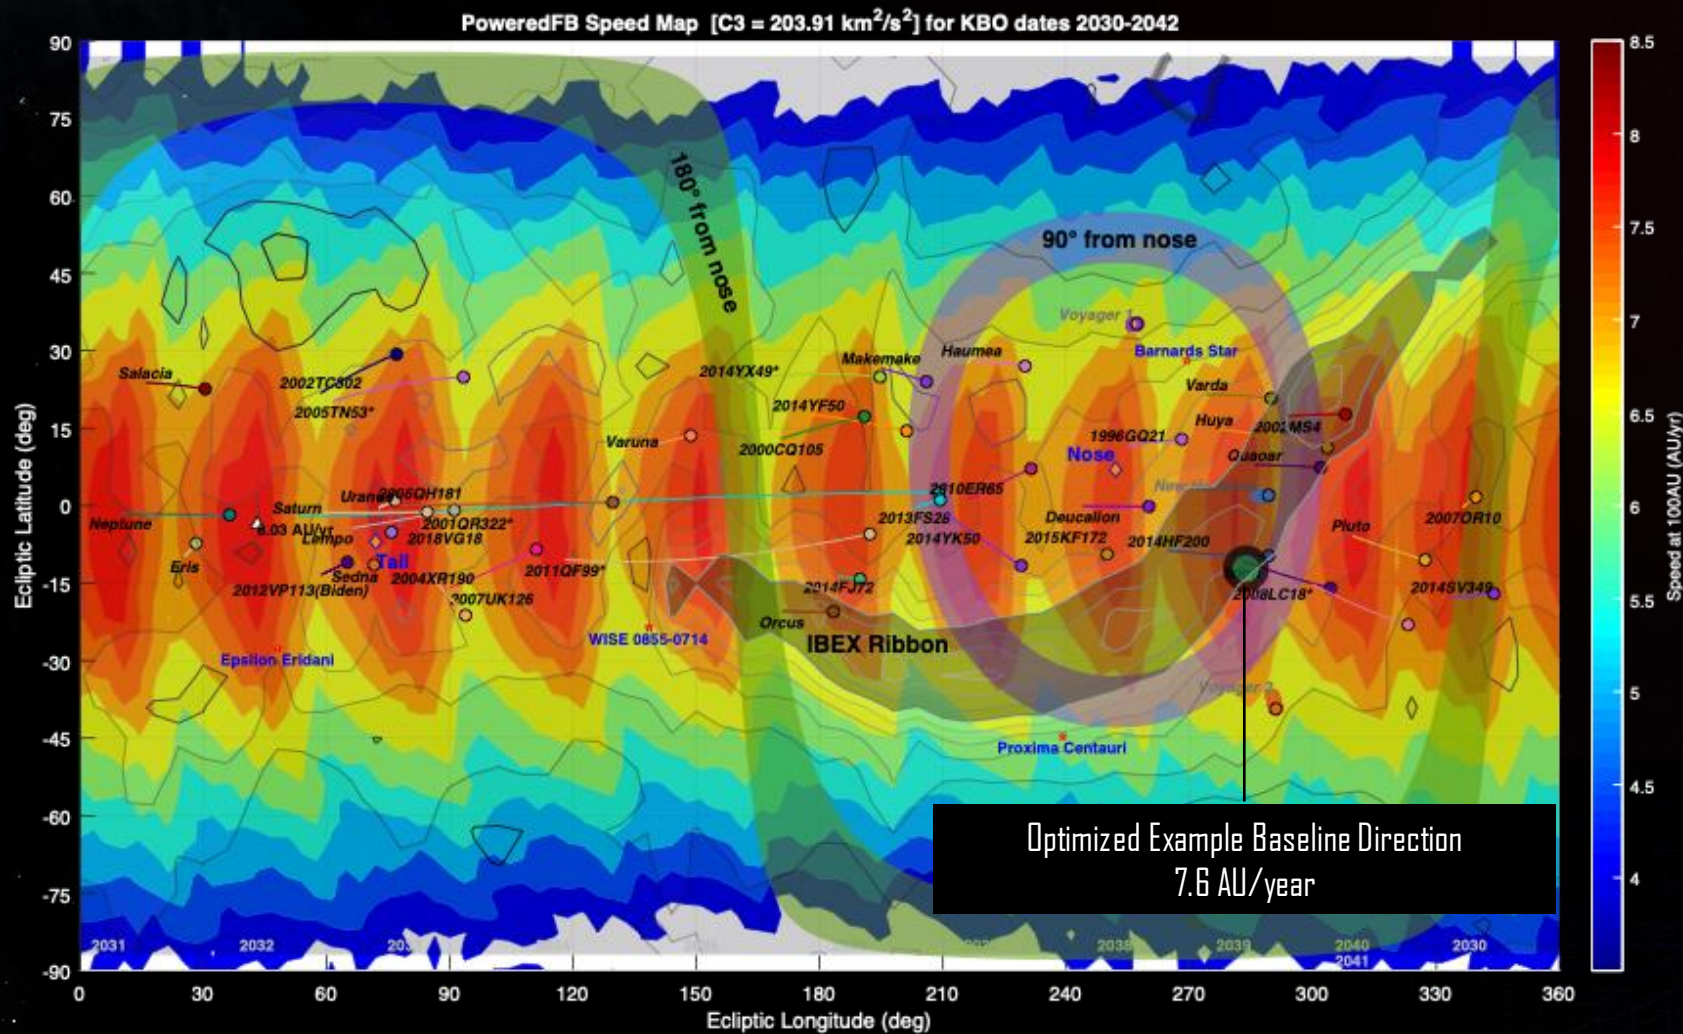 PoweredFB Speed Map [C3 = 203.91 km²/s²] for KBO dates 2030-2042
90
75
60
45
30
15
0
-15
-30
-45
-60
-75
-90
Ecliptic Latitude (deg)
180° from nose
90° from nose
Voyager 1
Barnards Star
Salacia
2002TC302
2005TN53*
2014YX49*
Makemake
Haumea
Varda
2014YF50
Huya
2002MS4
Varuna
2000CQ105
1996GQ21
Nose
Quaoar
Uranus
2005QH181
2010ER65
Saturn
Neptune
8.03 AU/yr
2001QR322*
2013FS28
Deucalion
Pluto
2007OR10
Lempo
2018VG18
2014YK50
2015KF172
2014HF200
Eris
Tail
Sedna
2004XR190
2011QF99*
2012VP113(Biden)
2014FJ72
2008LC18*
2014SV349
2007UK126
Orcus
WISE 0855-0714
IBEX Ribbon
Epsilon Eridani
Voyager 2
Proxima Centauri
Optimized Example Baseline Direction
7.6 AU/year
2031
2032
2038
2039
2040
2030
2041
0
30
60
90
120
150
180
210
240
270
300
330
360
Ecliptic Longitude (deg)
8.5
8
7.5
7
6.5
6
5.5
5
4.5
4
Speed at 100AU (AU/yr)